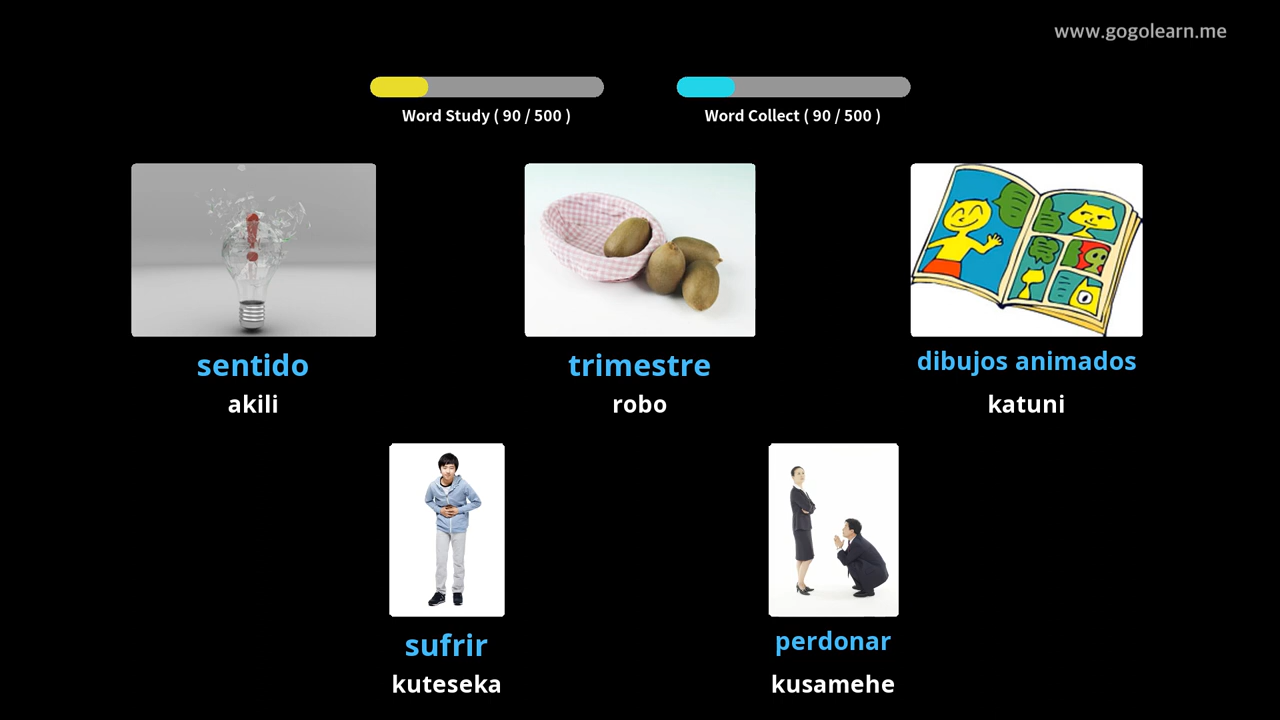 www.gogolearn.me
Word Study ( 90 / 500 )
Word Collect ( 90 / 500 )
sentido
akili
trimestre
robo
dibujos animados
katuni
sufrir
kuteseka
perdonar
kusamehe